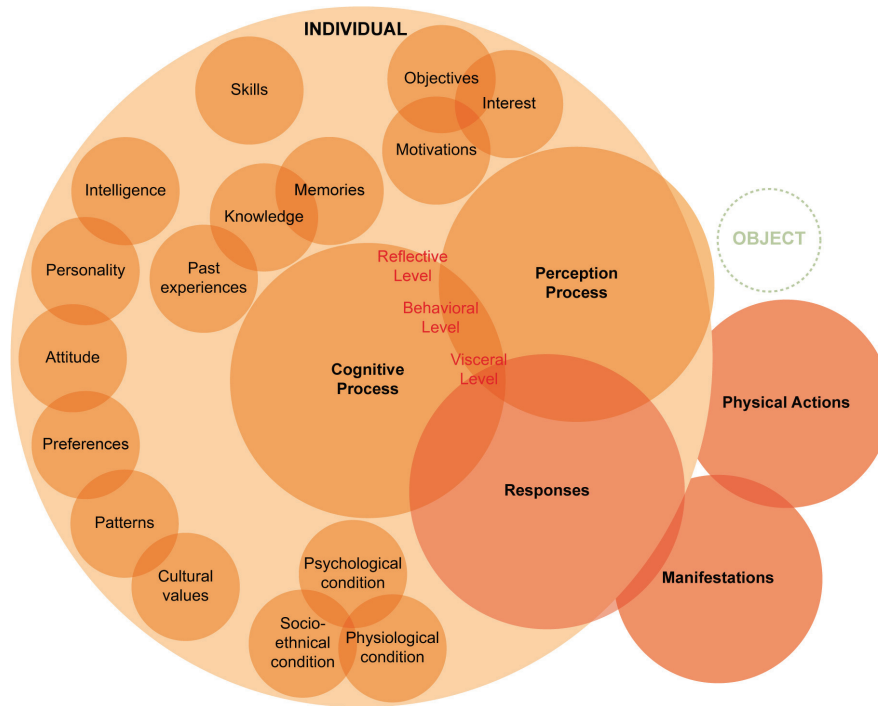 INDIVIDUAL
Objectives
Skills
Interest
Motivations
Intelligence
Memories
Knowledge
OBJECT
Reflective
Level
Personality
Past
experiences
Perception
Process
Behavioral
Level
Attitude
Visceral
Level
Cognitive
Process
Physical Actions
Preferences
Responses
Patterns
Psychological
condition
Manifestations
Cultural
values
Socio-
ethnical
condition
Physiological
condition